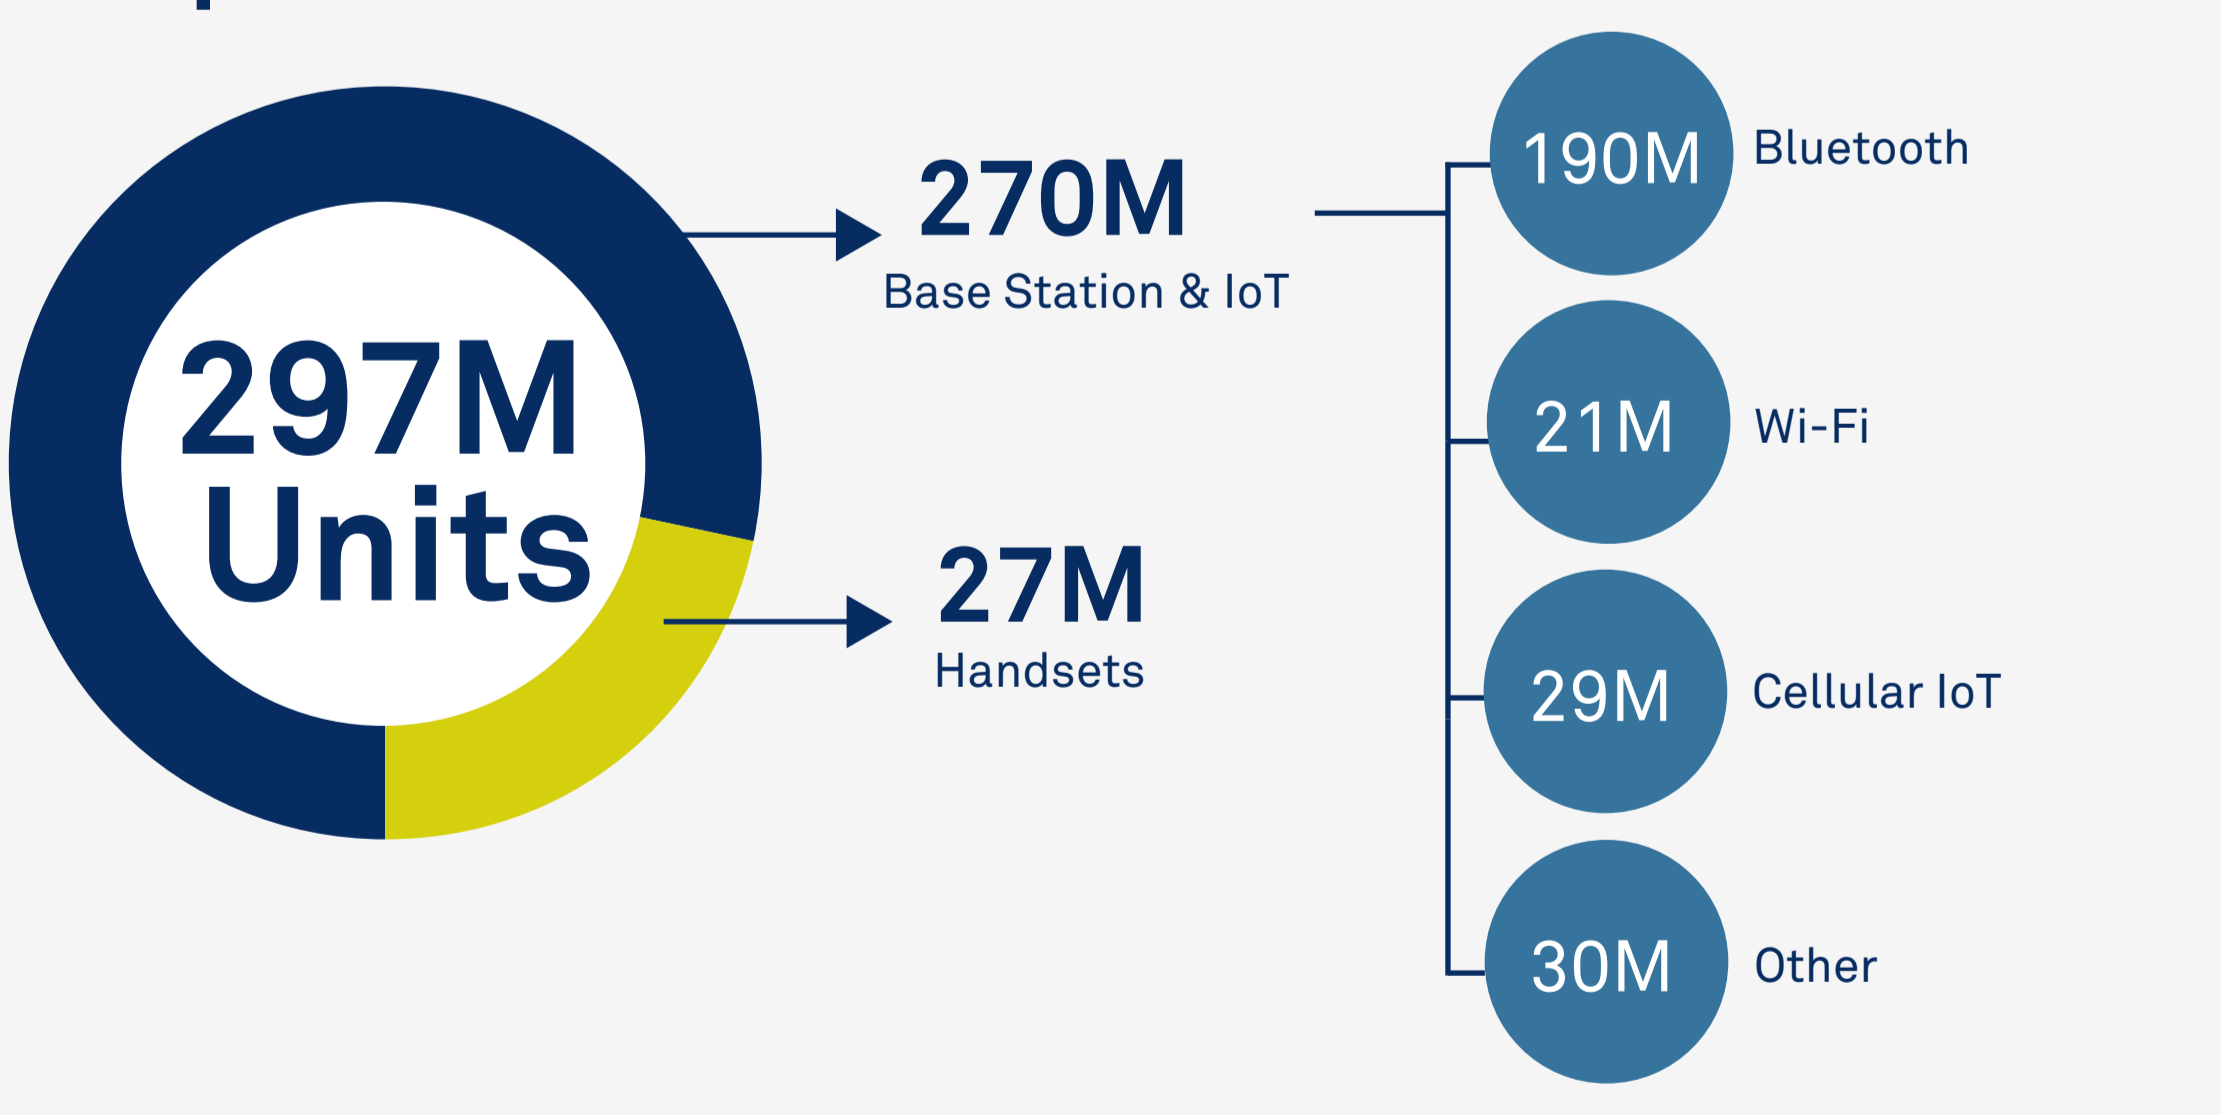 297M
Units
270M
Base Station & IoT
27M
Handsets
190M
Bluetooth
21M
Wi-Fi
29M
Cellular IoT
30M
Other